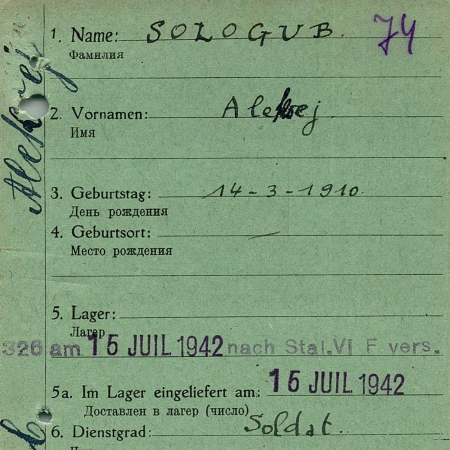 1. Name: SOLOGUB 74
Фамилия
Aleksej
2. Vornamen: Aleksej
Имя
3. Geburtstag: 14-3-1910
День рождения
4. Geburtsort: —
Место рождения
5. Lager:
Лагер
326 am 15 JUIL 1942 nach Stal.VI F vers.
5a. Im Lager eingeliefert am: 15 JUIL 1942
Доставлен в лагер (число)
6. Dienstgrad: Soldat.